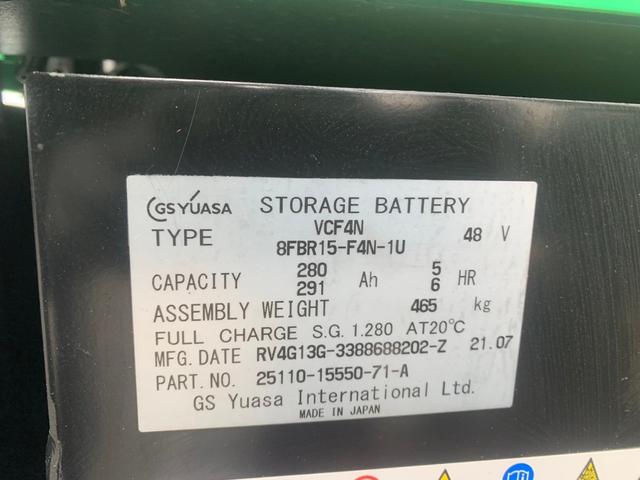 GS YUASA STORAGE BATTERY
TYPE VCF4N 48 V
8FBR15-F4N-1U
CAPACITY 280 Ah 5 HR
291 6
ASSEMBLY WEIGHT 465 kg
FULL CHARGE S.G. 1.280 AT20℃
MFG. DATE RV4G13G-3388688202-Z 21.07
PART. NO. 25110-15550-71-A
GS Yuasa International Ltd.
MADE IN JAPAN